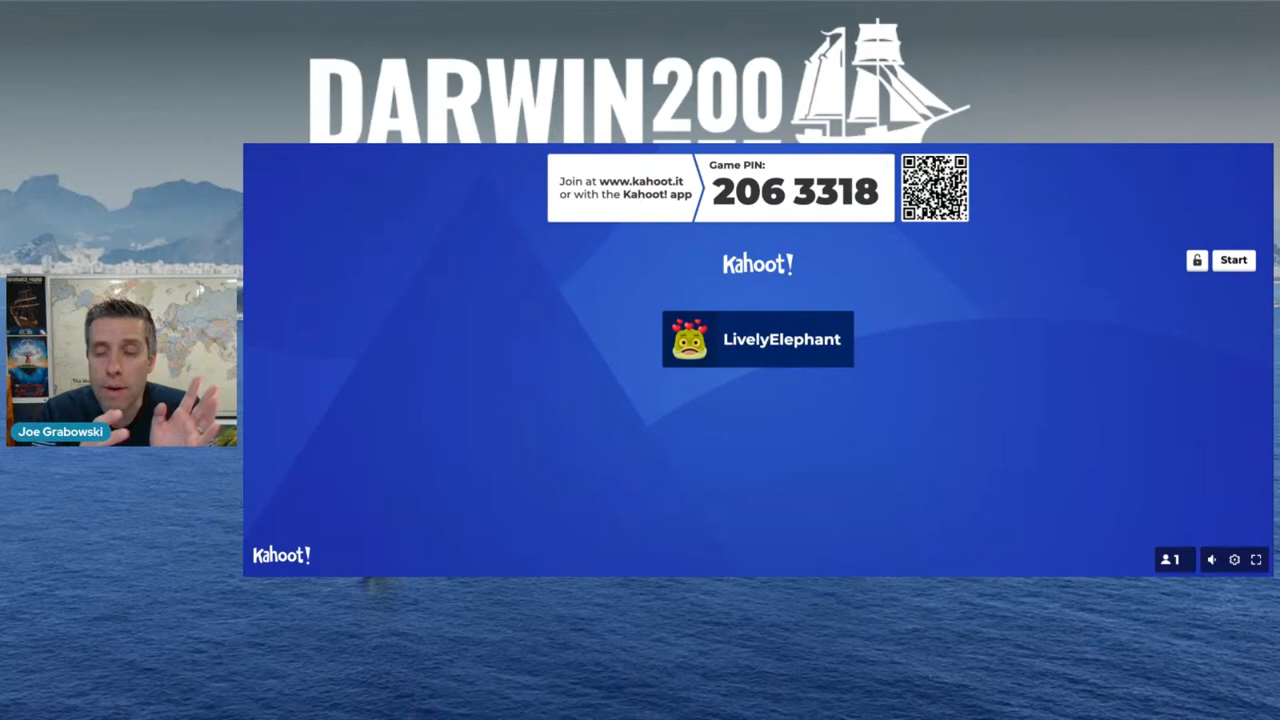 DARWIN200
Join at www.kahoot.it
or with the Kahoot! app
Game PIN:
206 3318
Kahoot!
Start
LivelyElephant
Joe Grabowski
Kahoot!
1